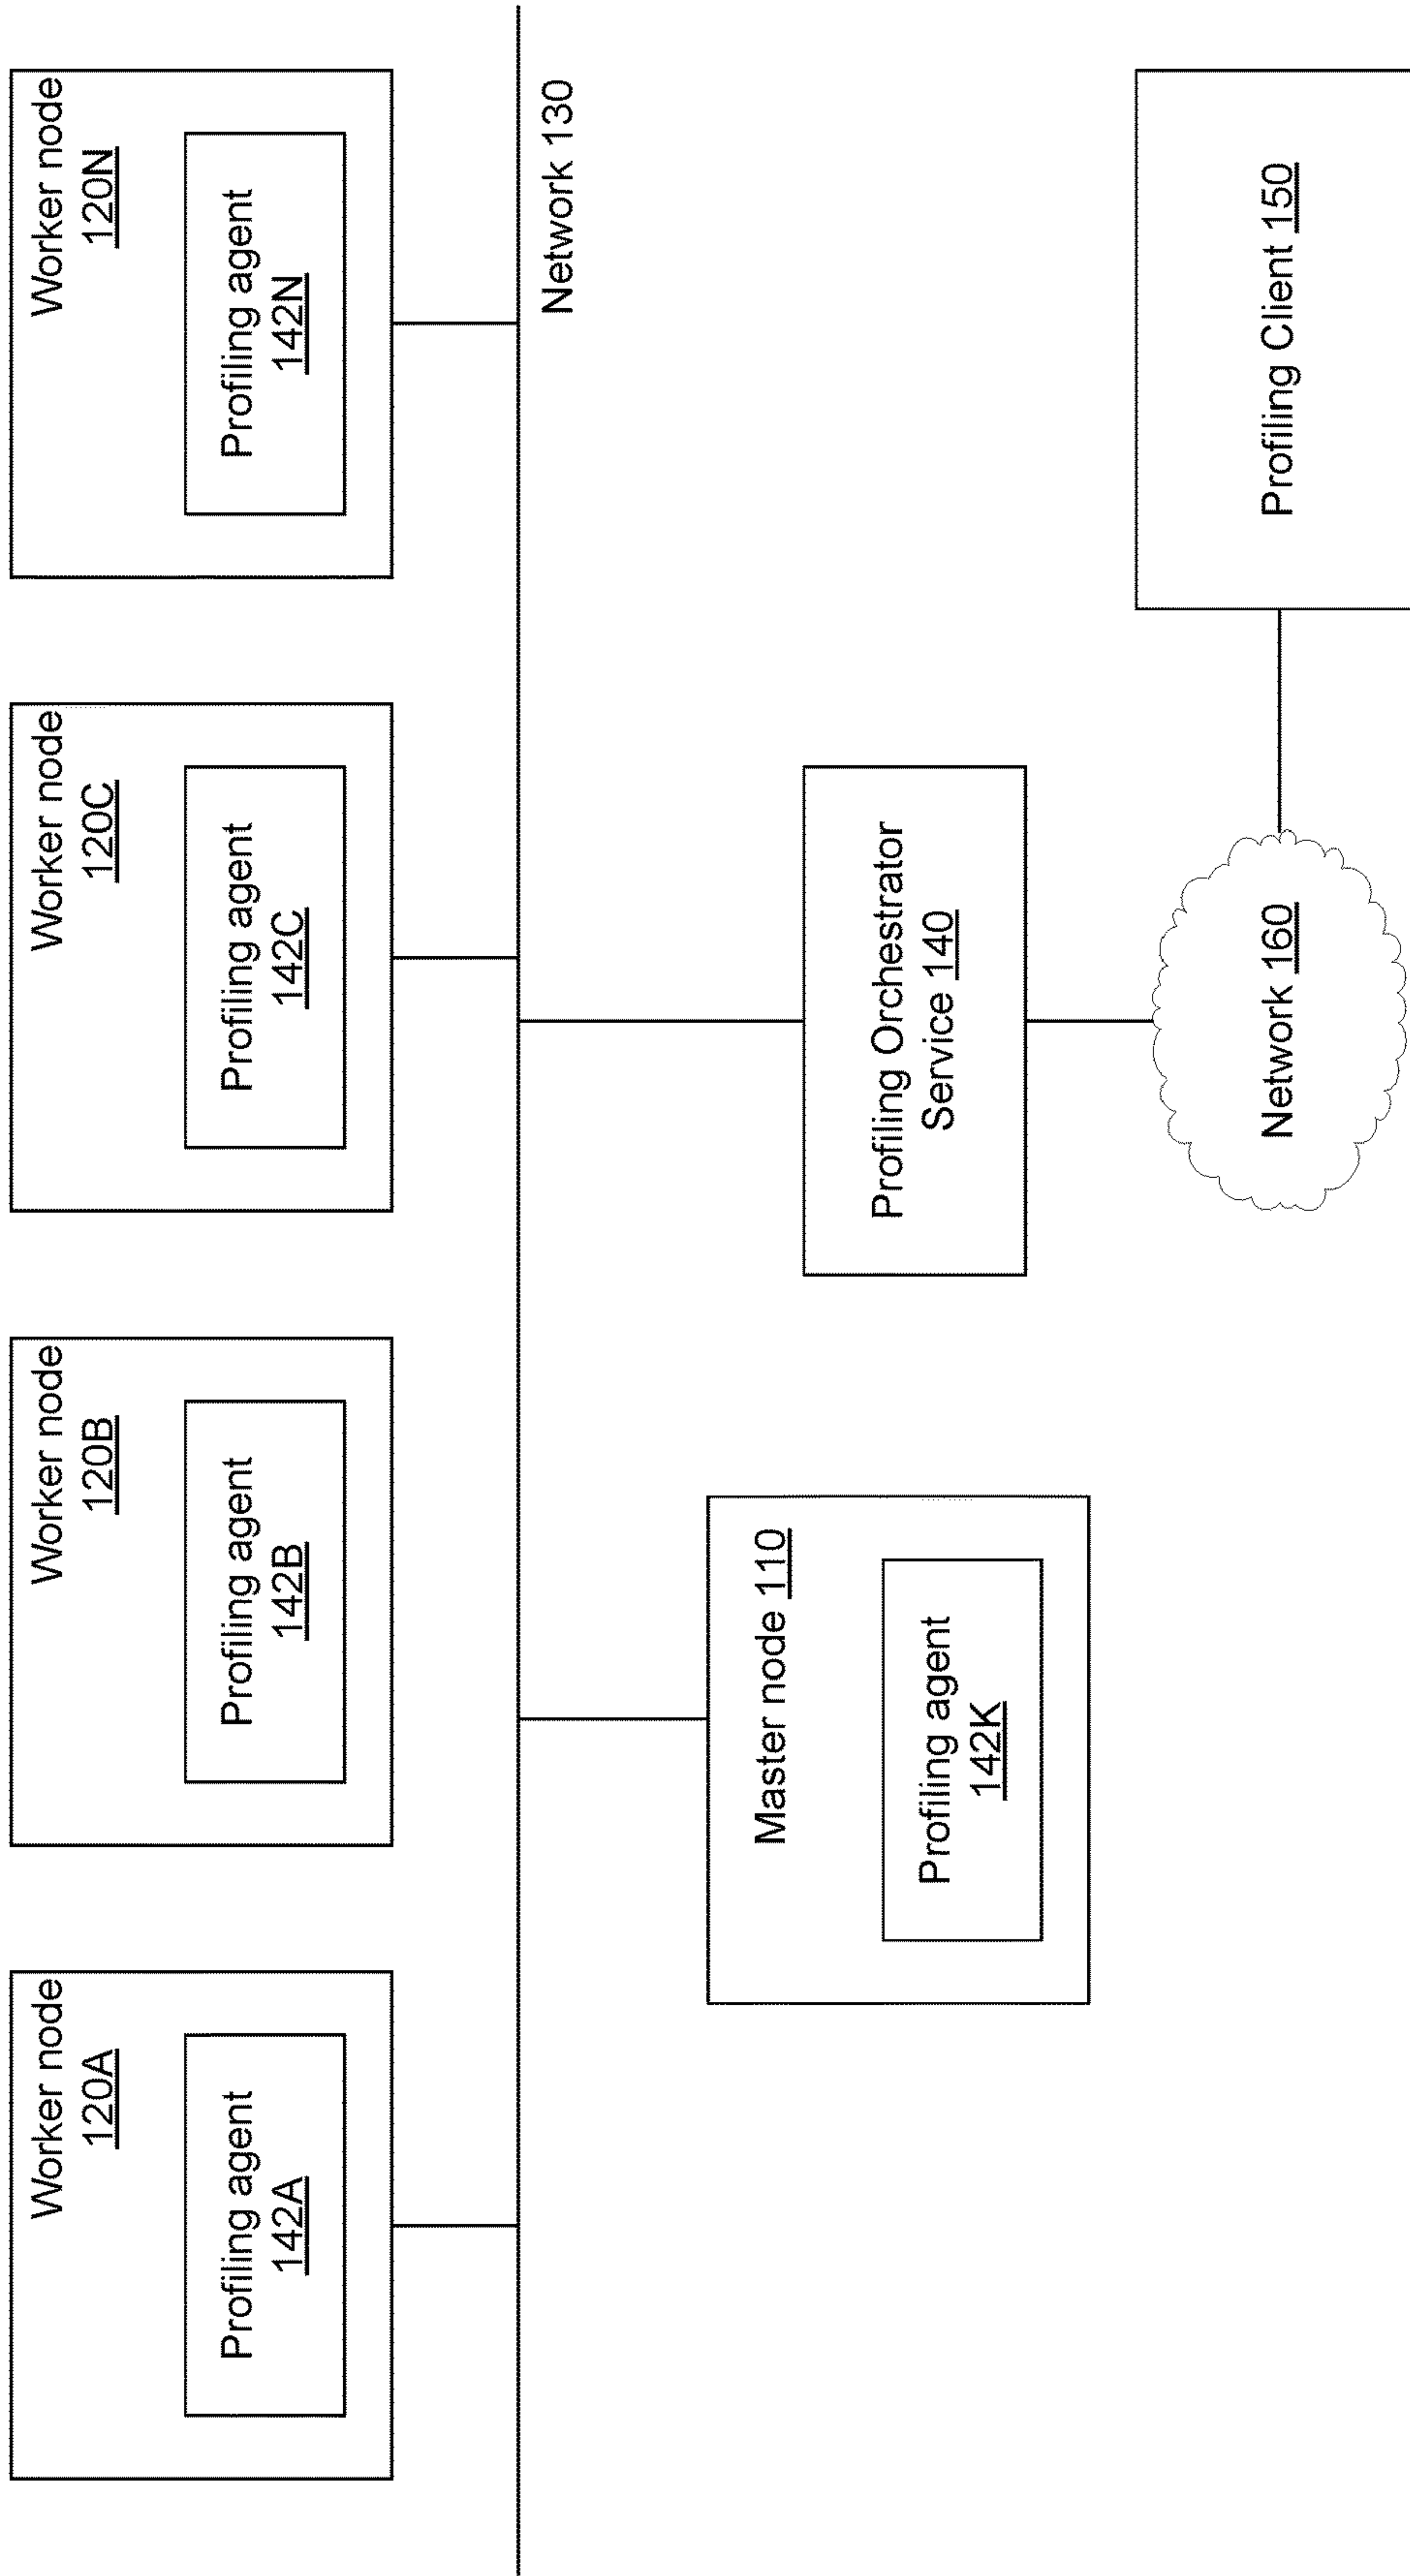 Worker node
120A
Profiling agent
142A
Worker node
120B
Profiling agent
142B
Worker node
120C
Profiling agent
142C
Worker node
120N
Profiling agent
142N
Network 130
Master node 110
Profiling agent
142K
Profiling Orchestrator
Service 140
Network 160
Profiling Client 150